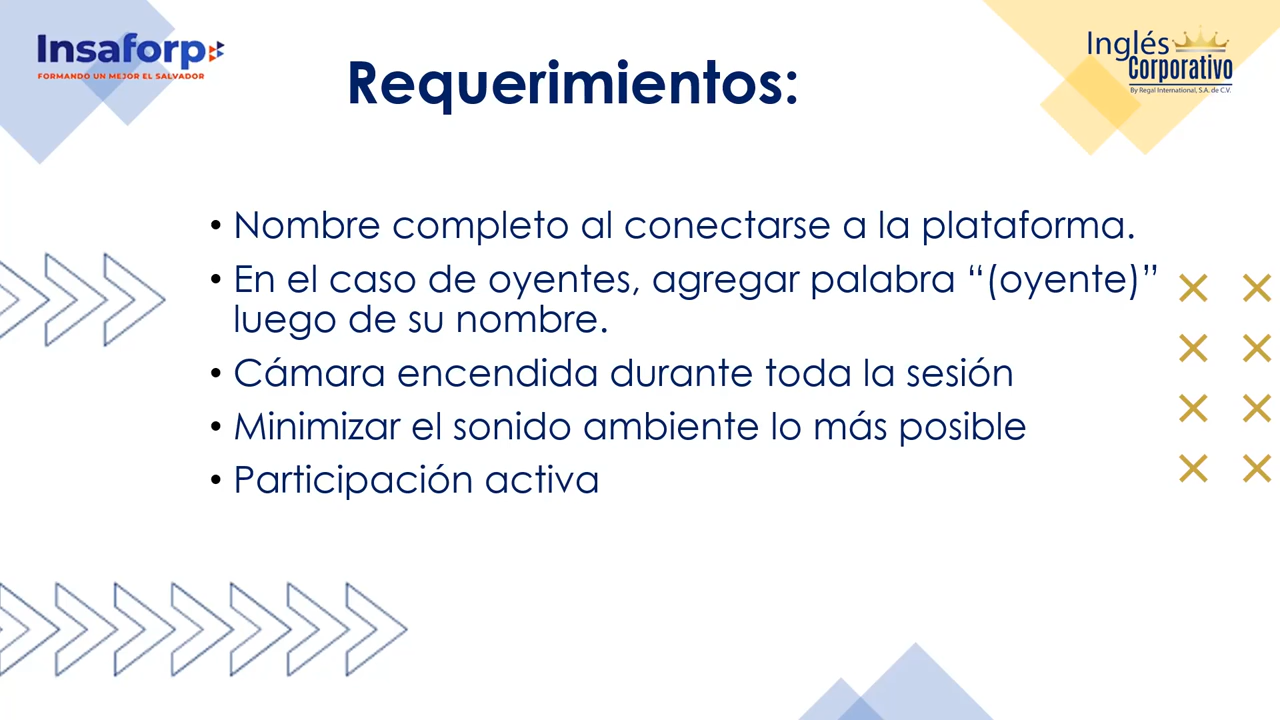 Insaforp
FORMANDO UN MEJOR EL SALVADOR
Inglés
Corporativo
By Regal International, S.A. de C.V.
Requerimientos:
• Nombre completo al conectarse a la plataforma.
• En el caso de oyentes, agregar palabra “(oyente)”
luego de su nombre.
• Cámara encendida durante toda la sesión
• Minimizar el sonido ambiente lo más posible
• Participación activa